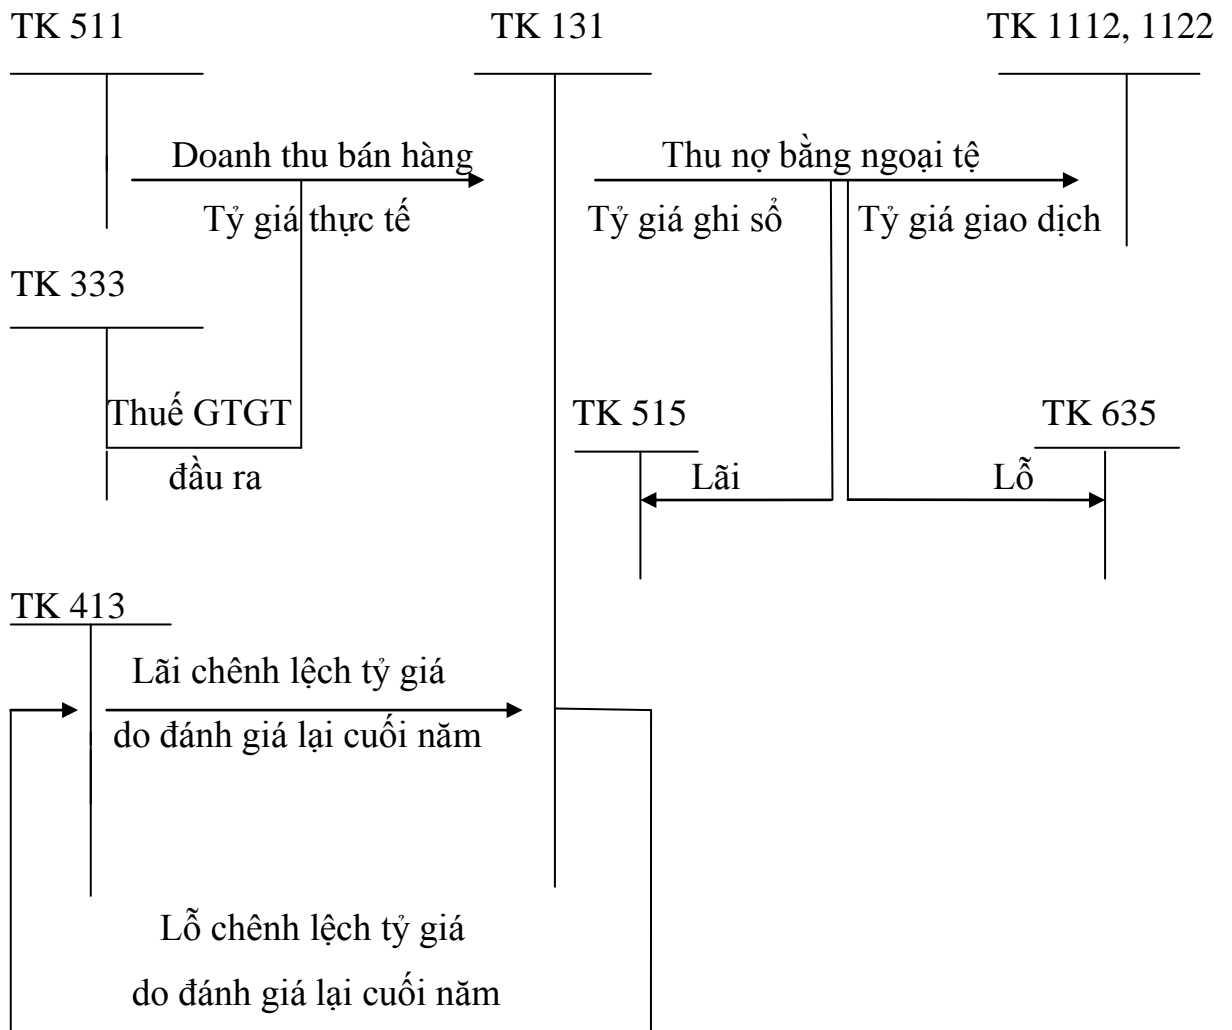 TK 511
TK 131
TK 1112, 1122
Doanh thu bán hàng
Thu nợ bằng ngoại tệ
Tỷ giá thực tế
Tỷ giá ghi sổ
Tỷ giá giao dịch
TK 333
Thuế GTGT
TK 515
TK 635
đầu ra
Lãi
Lỗ
TK 413
Lãi chênh lệch tỷ giá
do đánh giá lại cuối năm
Lỗ chênh lệch tỷ giá
do đánh giá lại cuối năm